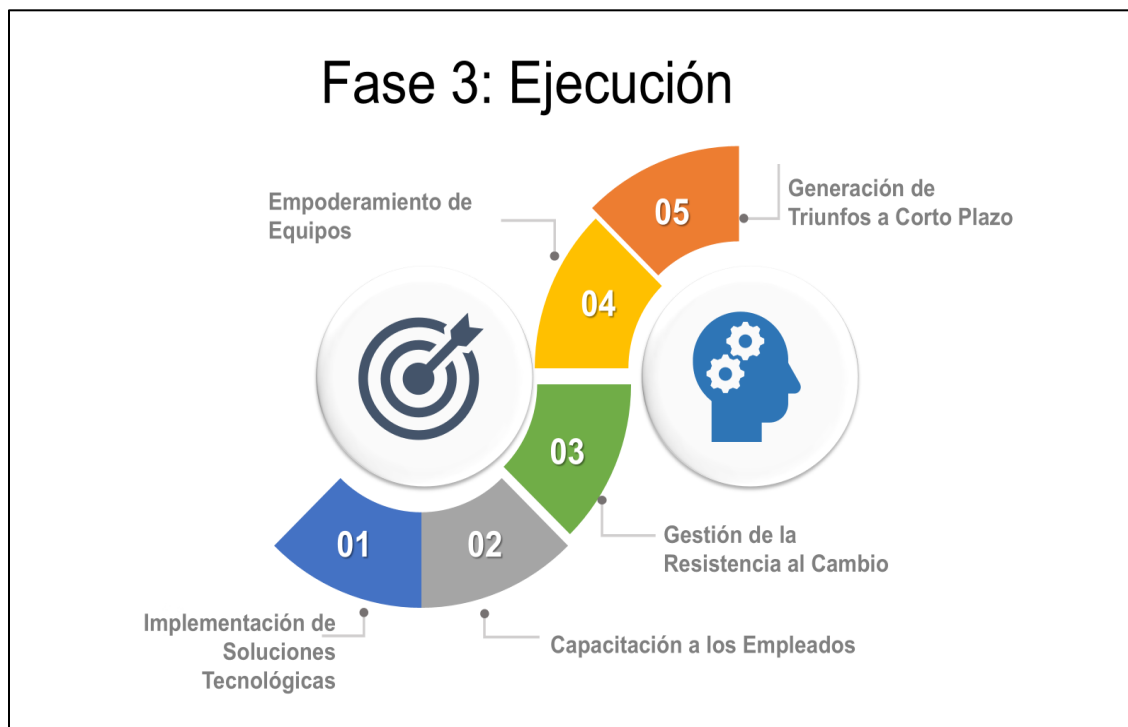 Fase 3: Ejecución
05
Generación de
Triunfos a Corto Plazo
Empoderamiento de
Equipos
04
03
Gestión de la
Resistencia al Cambio
01
02
Implementación de
Soluciones
Tecnológicas
Capacitación a los Empleados